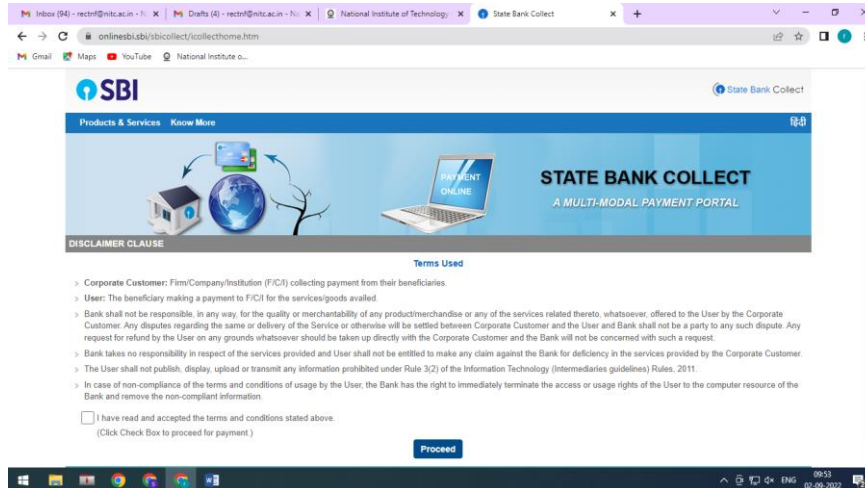 Inbox (94) - rectnf@nitc.ac.in - N
Drafts (4) - rectnf@nitc.ac.in - Ni
National Institute of Technology
State Bank Collect
onlinesbi.sbi/sbicollect/icollecthome.htm
Gmail
Maps
YouTube
National Institute o...
SBI
State Bank Collect
Products & Services Know More
हिंदी
PAYMENT
ONLINE
STATE BANK COLLECT
A MULTI-MODAL PAYMENT PORTAL
DISCLAIMER CLAUSE
Terms Used
Corporate Customer: Firm/Company/Institution (F/C/I) collecting payment from their beneficiaries.
User: The beneficiary making a payment to F/C/I for the services/goods availed.
Bank shall not be responsible, in any way, for the quality or merchantability of any product/merchandise or any of the services related thereto, whatsoever, offered to the User by the Corporate
Customer. Any disputes regarding the same or delivery of the Service or otherwise will be settled between Corporate Customer and the User and Bank shall not be a party to any such dispute. Any
request for refund by the User on any grounds whatsoever should be taken up directly with the Corporate Customer and the Bank will not be concerned with such a request.
Bank takes no responsibility in respect of the services provided and User shall not be entitled to make any claim against the Bank for deficiency in the services provided by the Corporate Customer.
The User shall not publish, display, upload or transmit any information prohibited under Rule 3(2) of the Information Technology (Intermediaries guidelines) Rules, 2011.
In case of non-compliance of the terms and conditions of usage by the User, the Bank has the right to immediately terminate the access or usage rights of the User to the computer resource of the
Bank and remove the non-compliant information.
I have read and accepted the terms and conditions stated above.
(Click Check Box to proceed for payment.)
Proceed
ENG
09:53
02-09-2022